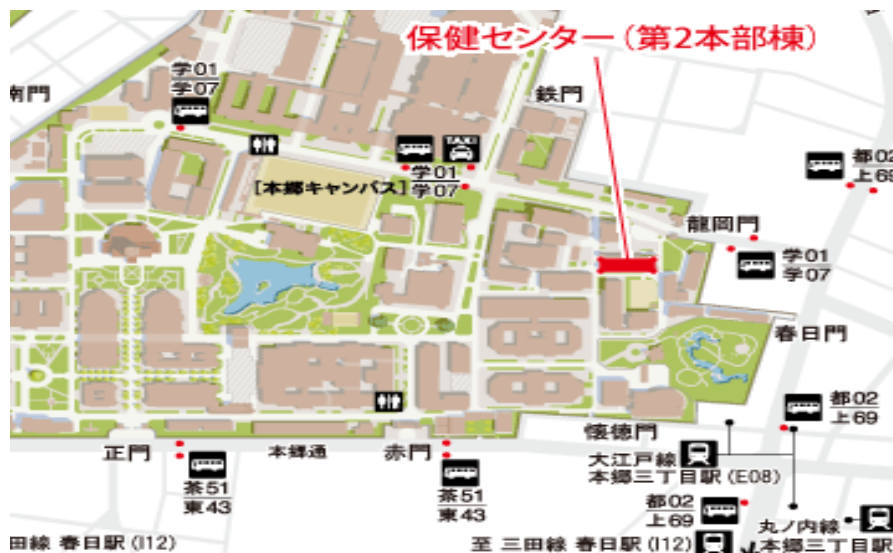 保健センター(第2本部棟)
学01
学07
南門
鉄門
TAXI
学01
学07
[本郷キャンパス]
都02
上69
龍岡門
学01
学07
春日門
都02
上69
懐徳門
正門
本郷通
赤門
大江戸線
本郷三丁目駅(E08)
茶51
東43
茶51
東43
都02
上69
丸ノ内線
本郷三丁目駅
田線 春日駅(I12)
至 三田線 春日駅(I12)